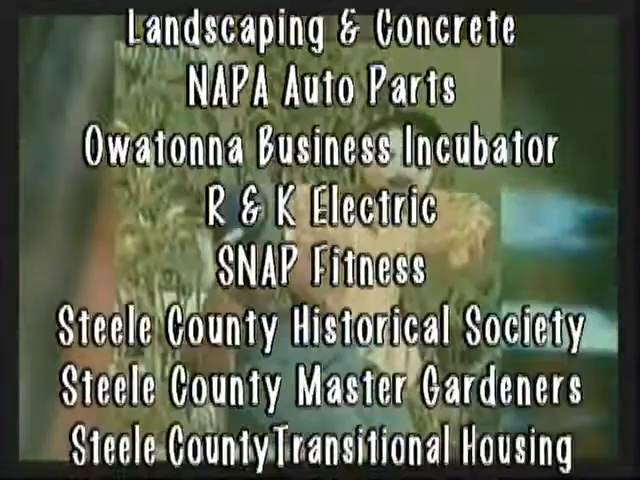 Landscaping & Concrete
NAPA Auto Parts
Owatonna Business Incubator
R & K Electric
SNAP Fitness
Steele County Historical Society
Steele County Master Gardeners
Steele CountyTransitional Housing